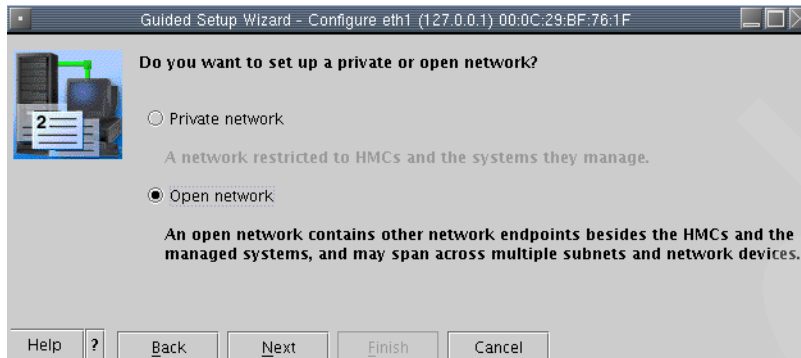 Guided Setup Wizard - Configure eth1 (127.0.0.1) 00:0C:29:BF:76:1F
Do you want to set up a private or open network?
2
Private network
A network restricted to HMCs and the systems they manage.
Open network
An open network contains other network endpoints besides the HMCs and the
managed systems, and may span across multiple subnets and network devices.
Help ? Back Next Finish Cancel